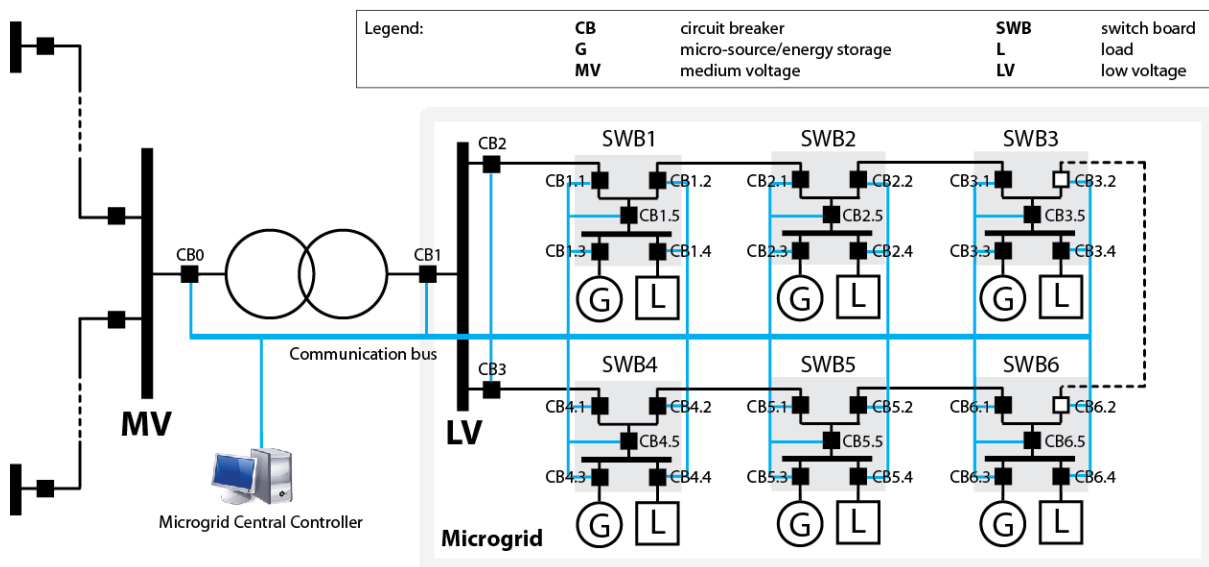 Legend:
CB circuit breaker SWB switch board
G micro-source/energy storage L load
MV medium voltage LV low voltage
CB2 SWB1 SWB2 SWB3
CB1.1 CB1.2 CB2.1 CB2.2 CB3.1 CB3.2
CB1.5 CB2.5 CB3.5
CB0 CB1 CB1.3 CB1.4 CB2.3 CB2.4 CB3.3 CB3.4
G L G L G L
Communication bus
CB3 SWB4 SWB5 SWB6
MV LV
CB4.1 CB4.2 CB5.1 CB5.2 CB6.1 CB6.2
CB4.5 CB5.5 CB6.5
CB4.3 CB4.4 CB5.3 CB5.4 CB6.3 CB6.4
Microgrid Central Controller
G L G L G L
Microgrid